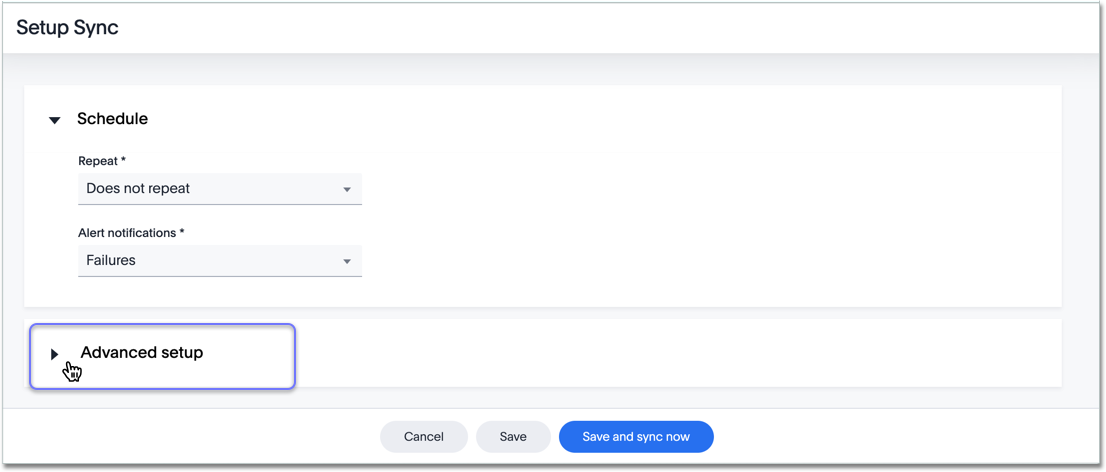 Setup Sync
Schedule
Repeat *
Does not repeat
Alert notifications *
Failures
Advanced setup
Cancel
Save
Save and sync now